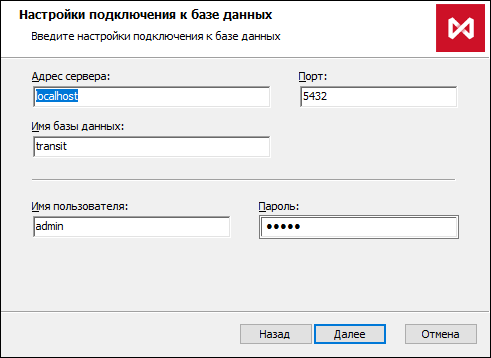 Настройки подключения к базе данных
Введите настройки подключения к базе данных
Адрес сервера: Порт:
localhost 5432
Имя базы данных:
transit
Имя пользователя: Пароль:
admin •••••
Назад Далее Отмена